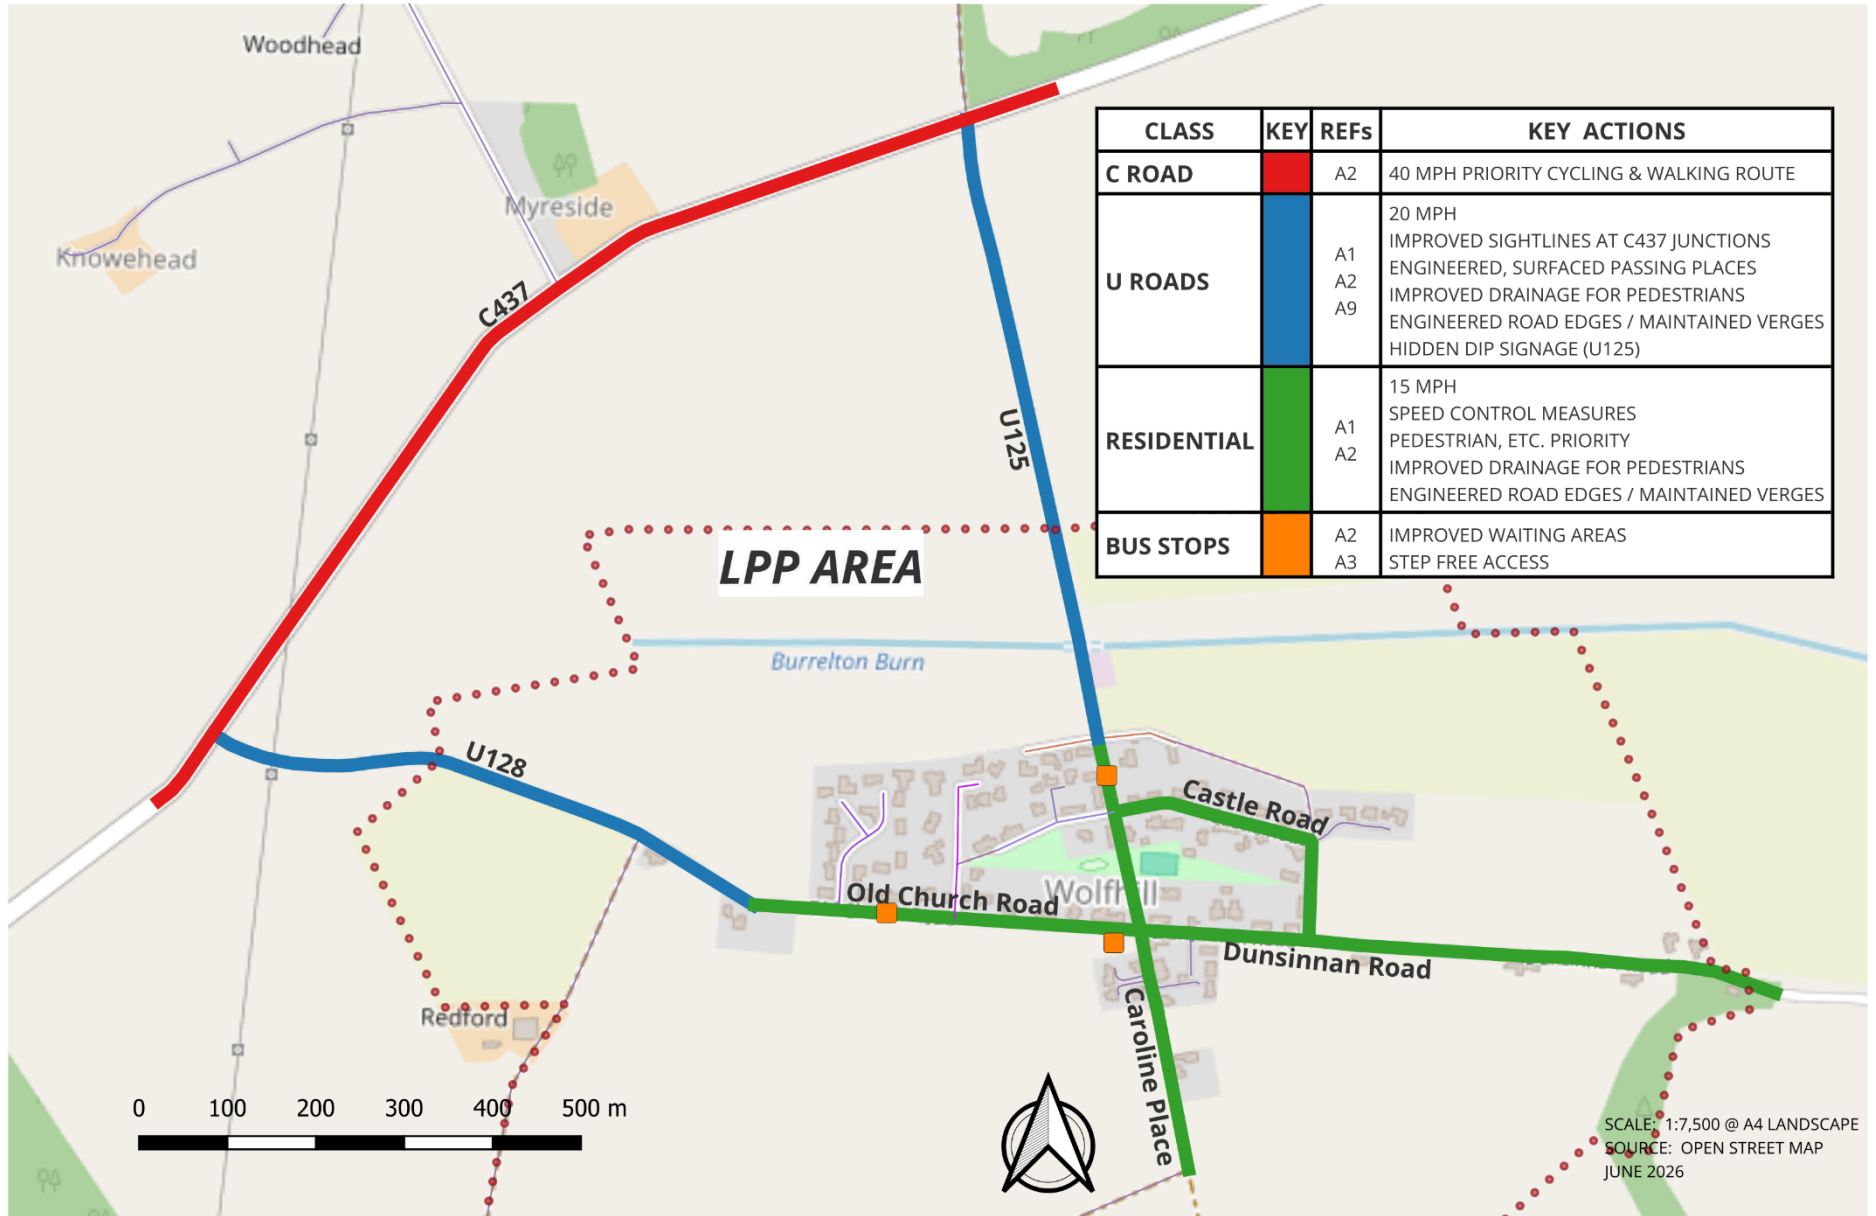 Woodhead
Myreside
Knowehead
C437
U125
CLASS KEY REFs KEY ACTIONS
C ROAD A2 40 MPH PRIORITY CYCLING & WALKING ROUTE
U ROADS
A1
A2
A9
20 MPH
IMPROVED SIGHTLINES AT C437 JUNCTIONS
ENGINEERED, SURFACED PASSING PLACES
IMPROVED DRAINAGE FOR PEDESTRIANS
ENGINEERED ROAD EDGES / MAINTAINED VERGES
HIDDEN DIP SIGNAGE (U125)
RESIDENTIAL
A1
A2
15 MPH
SPEED CONTROL MEASURES
PEDESTRIAN, ETC. PRIORITY
IMPROVED DRAINAGE FOR PEDESTRIANS
ENGINEERED ROAD EDGES / MAINTAINED VERGES
BUS STOPS
A2
A3
IMPROVED WAITING AREAS
STEP FREE ACCESS
LPP AREA
Burrelton Burn
U128
Castle Road
Old Church Road
Wolfhill
Dunsinnan Road
Caroline Place
Redford
0 100 200 300 400 500 m
SCALE: 1:7,500 @ A4 LANDSCAPE
SOURCE: OPEN STREET MAP
JUNE 2026